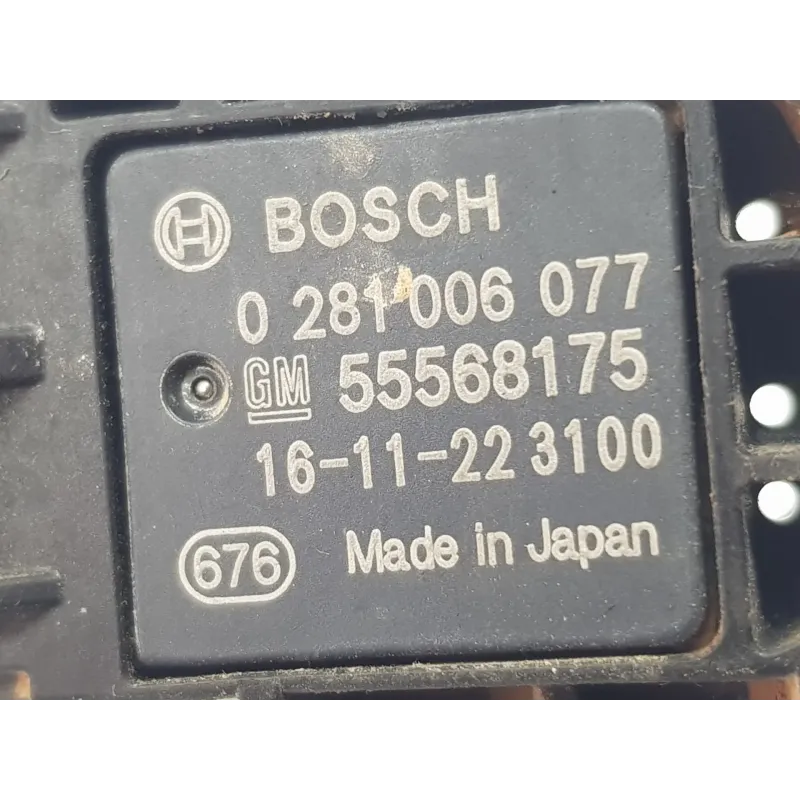 BOSCH
0 281 006 077
GM 55568175
16-11-22 3100
676 Made in Japan